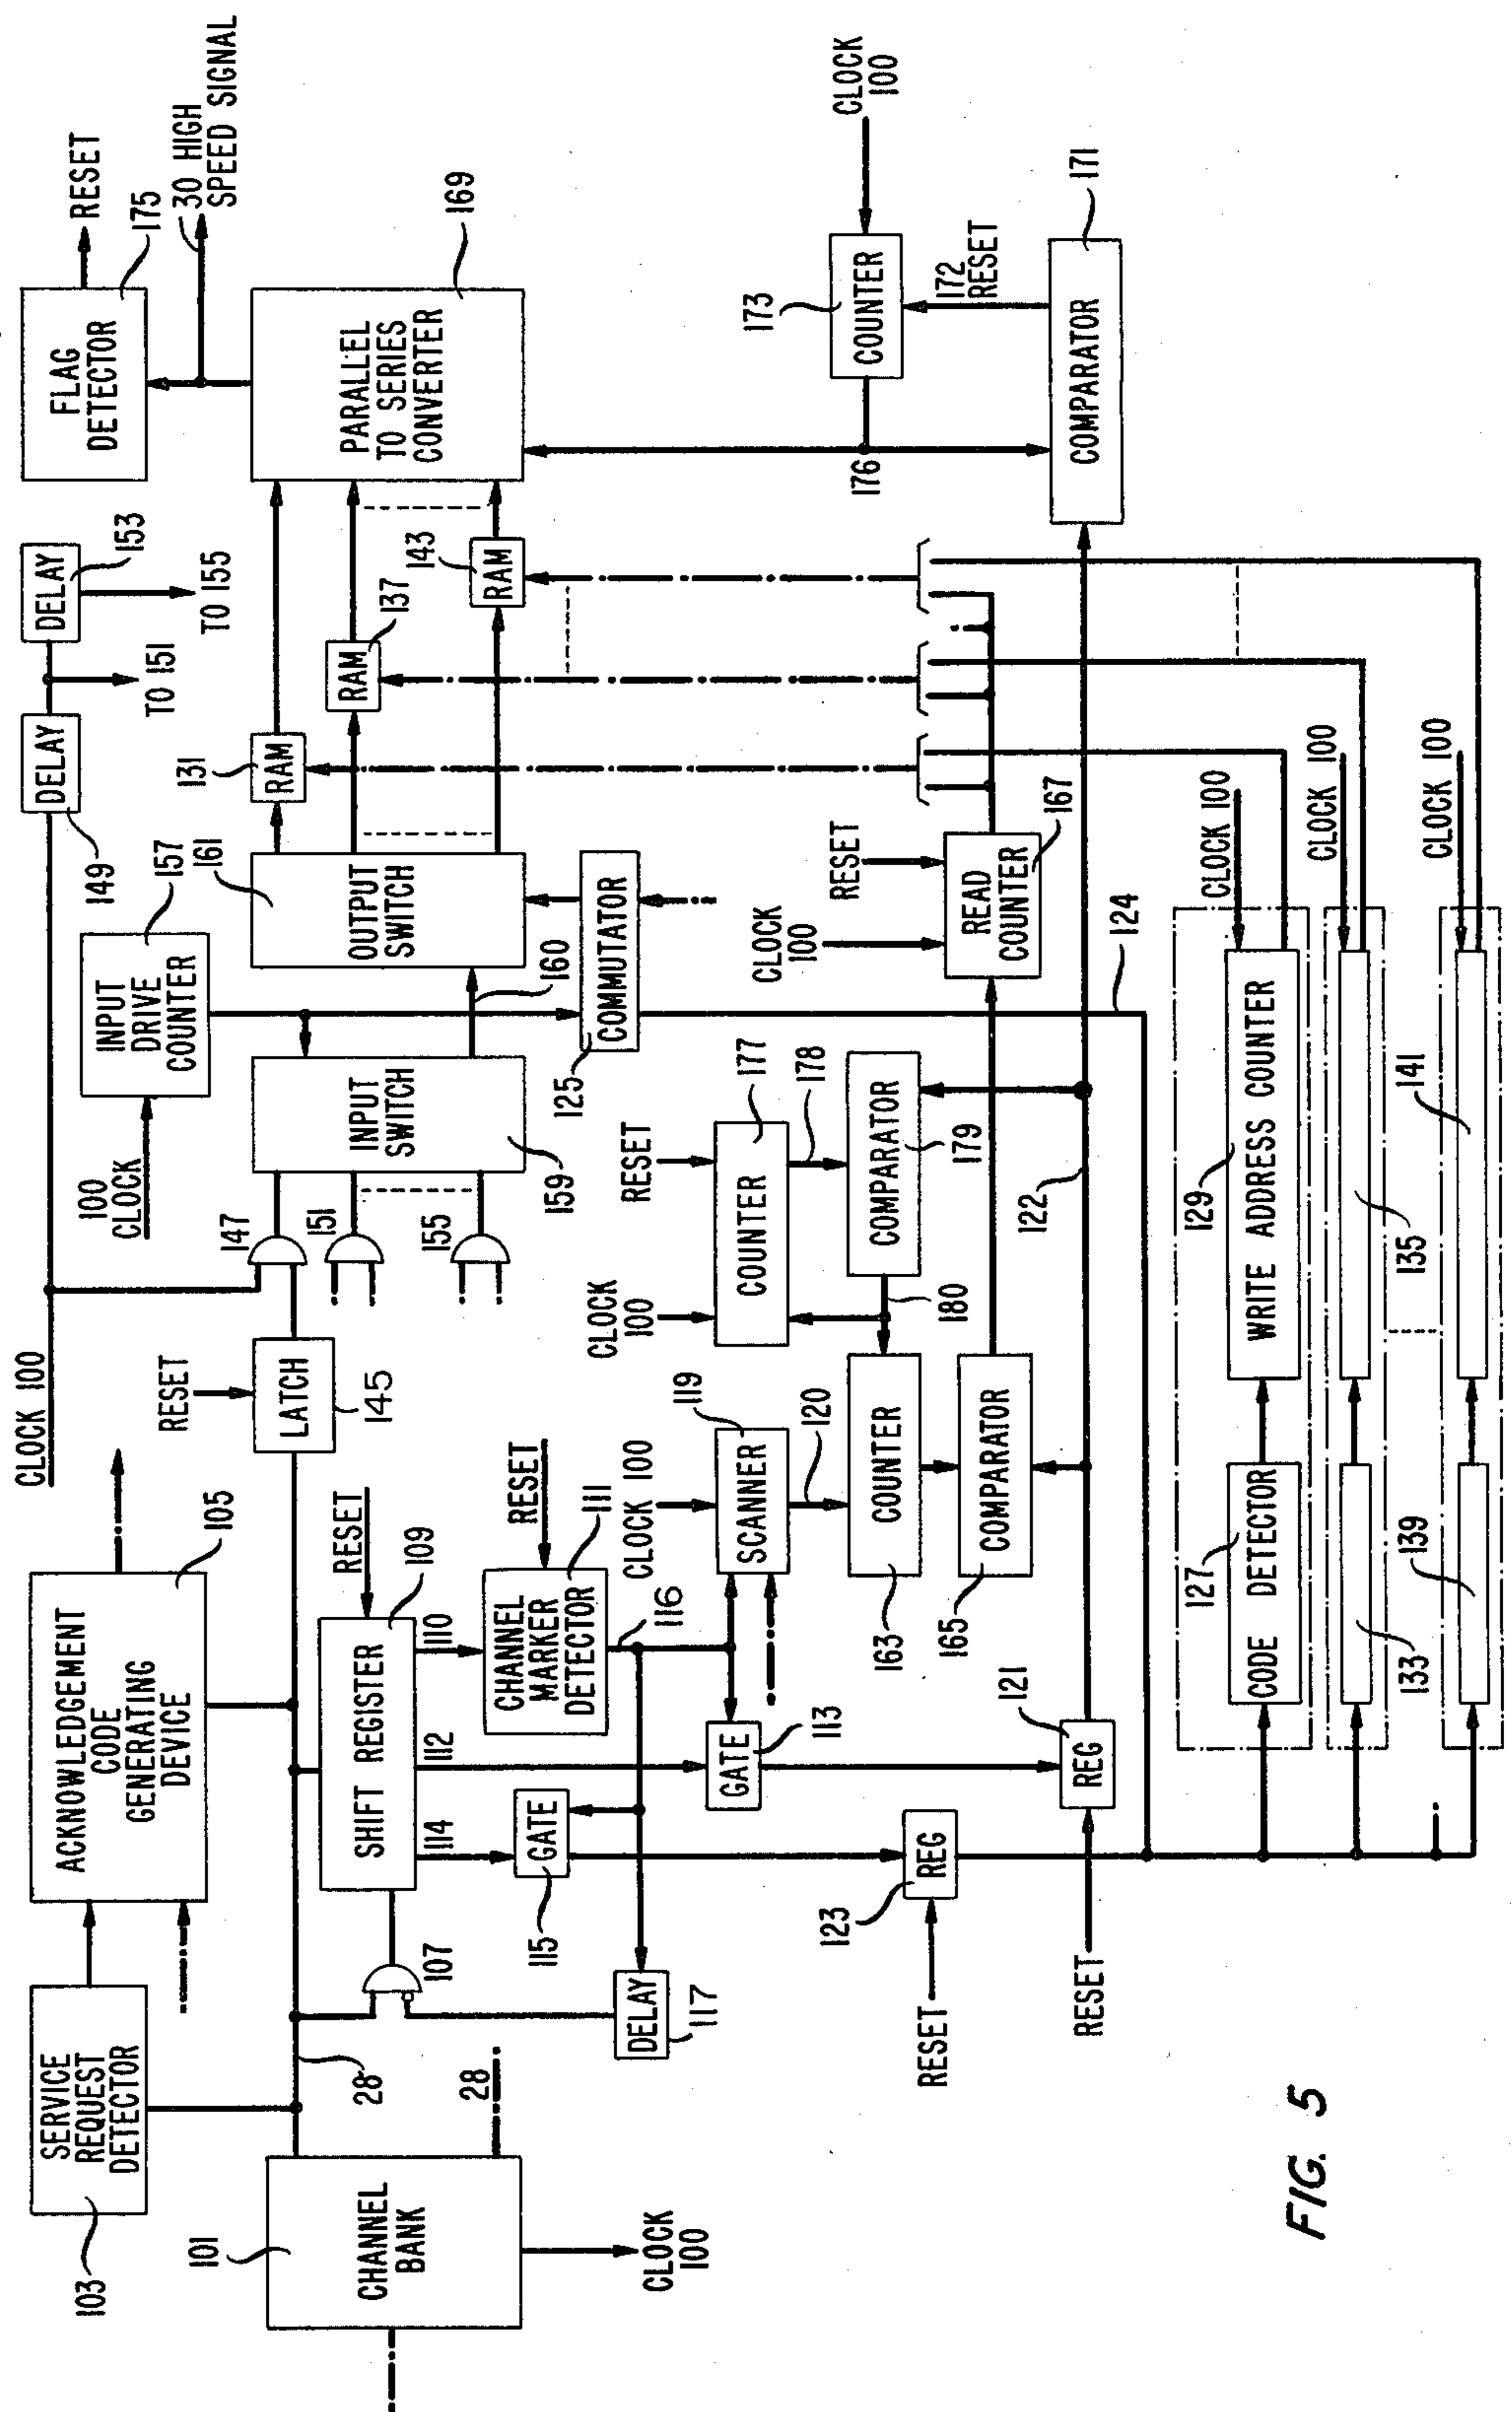 CLOCK 100
DELAY
149
TO 151
DELAY
153
TO 155
FLAG
DETECTOR
175
RESET
30 HIGH
SPEED SIGNAL
SERVICE
REQUEST
DETECTOR
103
ACKNOWLEDGEMENT
CODE
GENERATING
DEVICE
105
100
CLOCK
INPUT
DRIVE
COUNTER
157
RESET
LATCH
145
147
151
155
INPUT
SWITCH
159
160
OUTPUT
SWITCH
161
RAM
131
RAM
137
RAM
143
PARALLEL
TO SERIES
CONVERTER
169
101
CHANNEL
BANK
CLOCK
100
28
28
107
SHIFT REGISTER
109
RESET
110
112
114
CHANNEL
MARKER
DETECTOR
111
RESET
116
GATE
115
GATE
113
DELAY
117
CLOCK 100
SCANNER
119
120
CLOCK
100
RESET
COUNTER
177
178
COMMUTATOR
125
COUNTER
163
180
COMPARATOR
179
COMPARATOR
165
CLOCK
100
RESET
READ
COUNTER
167
COUNTER
173
CLOCK
100
172
RESET
176
COMPARATOR
171
REG
123
RESET
REG
121
RESET
122
124
CODE DETECTOR
127
WRITE ADDRESS COUNTER
129
CLOCK 100
133
135
CLOCK 100
139
141
CLOCK 100
FIG. 5